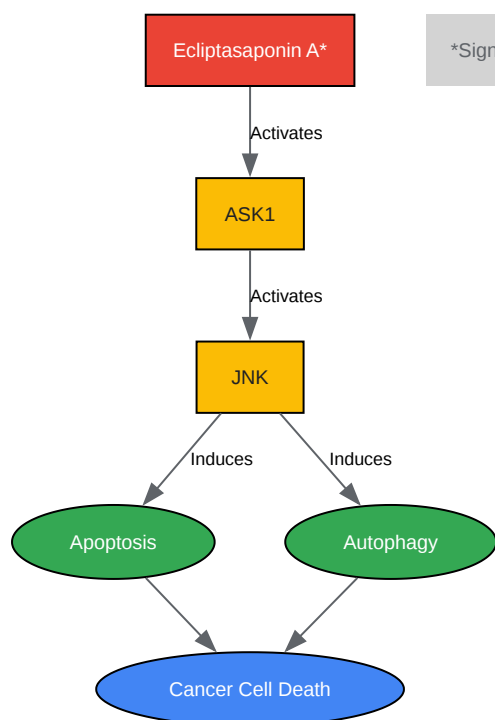 Ecliptasaponin A*
*Sign
Activates
ASK1
Activates
JNK
Induces
Induces
Apoptosis
Autophagy
Cancer Cell Death